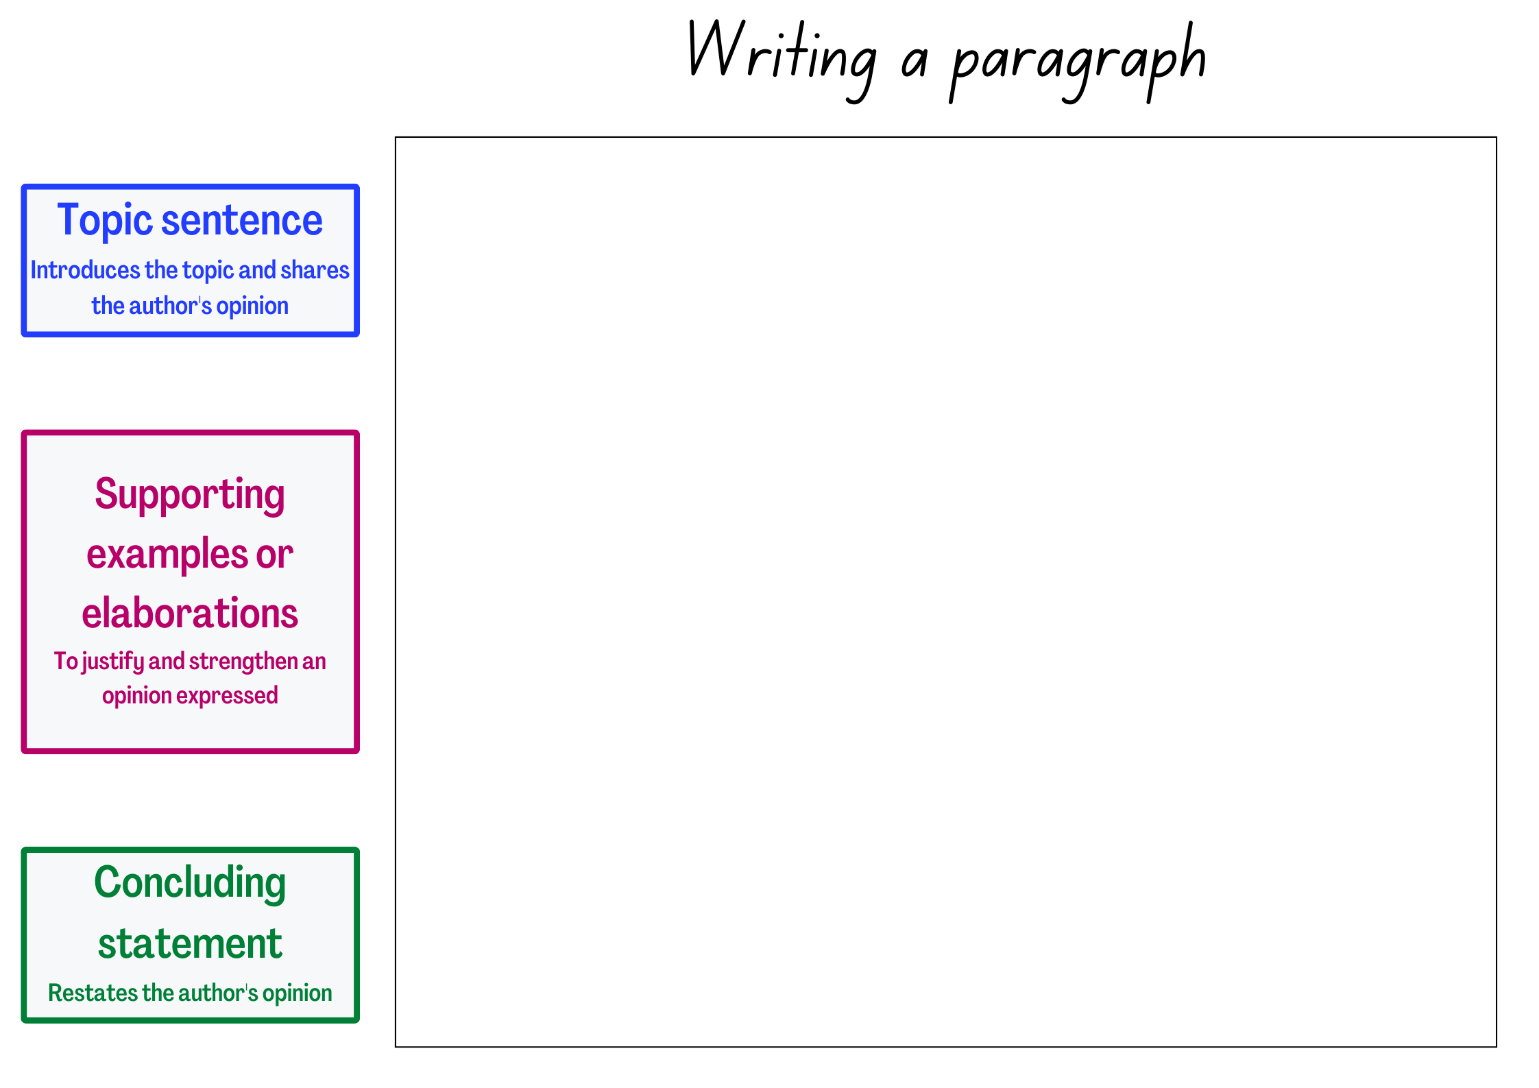 Writing a paragraph
Topic sentence
Introduces the topic and shares
the author's opinion
Supporting
examples or
elaborations
To justify and strengthen an
opinion expressed
Concluding
statement
Restates the author's opinion